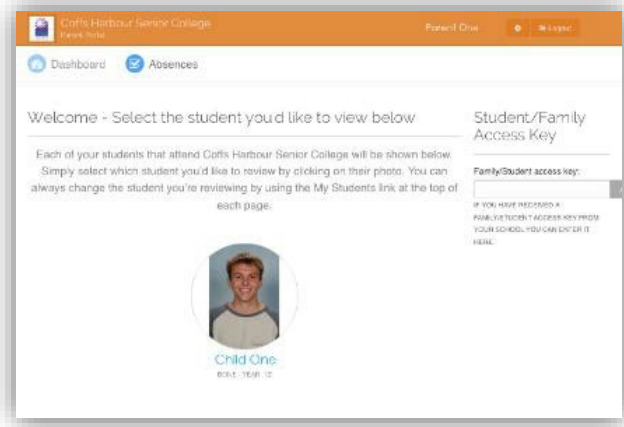 Coffs Harbour Senior College
Parent Portal
Parent One
Logout
Dashboard
Absences
Welcome - Select the student you'd like to view below
Each of your students that attend Coffs Harbour Senior College will be shown below.
Simply select which student you'd like to review by clicking on their photo. You can
always change the student you're reviewing by using the My Students link at the top of
each page.
Child One
YEAR 12
Student/Family
Access Key
Family/Student access key:
IF YOU HAVE RECEIVED A
FAMILY/STUDENT ACCESS KEY FROM
YOUR SCHOOL YOU CAN ENTER IT
HERE.